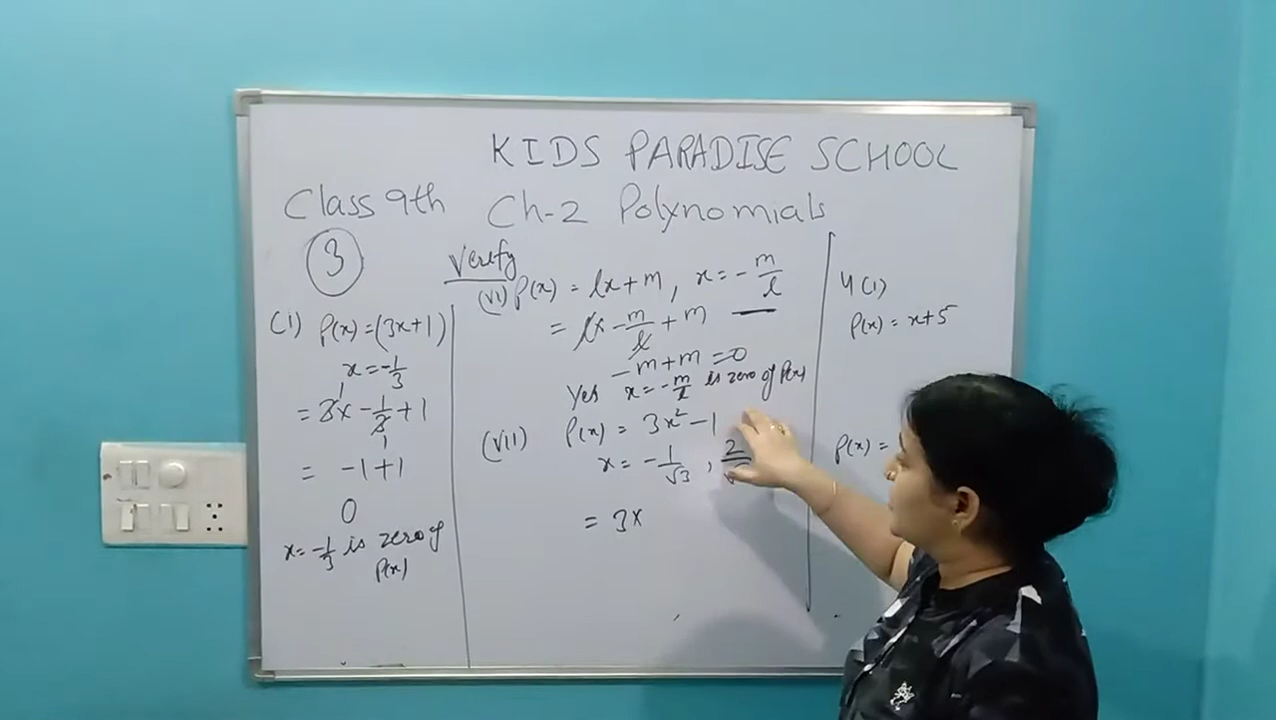 KIDS PARADISE SCHOOL
Class 9th Ch-2 Polynomials
3
Verify
(i) P(x) = (3x+1)
x = -1/3
= 3x - 1/3 + 1
= -1+1
0
x = -1/3 is zero of
P(x)
(vi) P(x) = lx + m, x = - m/l
= l x - m/l + m
- m + m = 0
Yes x = - m/l is zero of P(x)
(vii) P(x) = 3x² - 1
x = - 1/√3 , 2/√
= 3x
4 (i)
P(x) = x+5
P(x) =